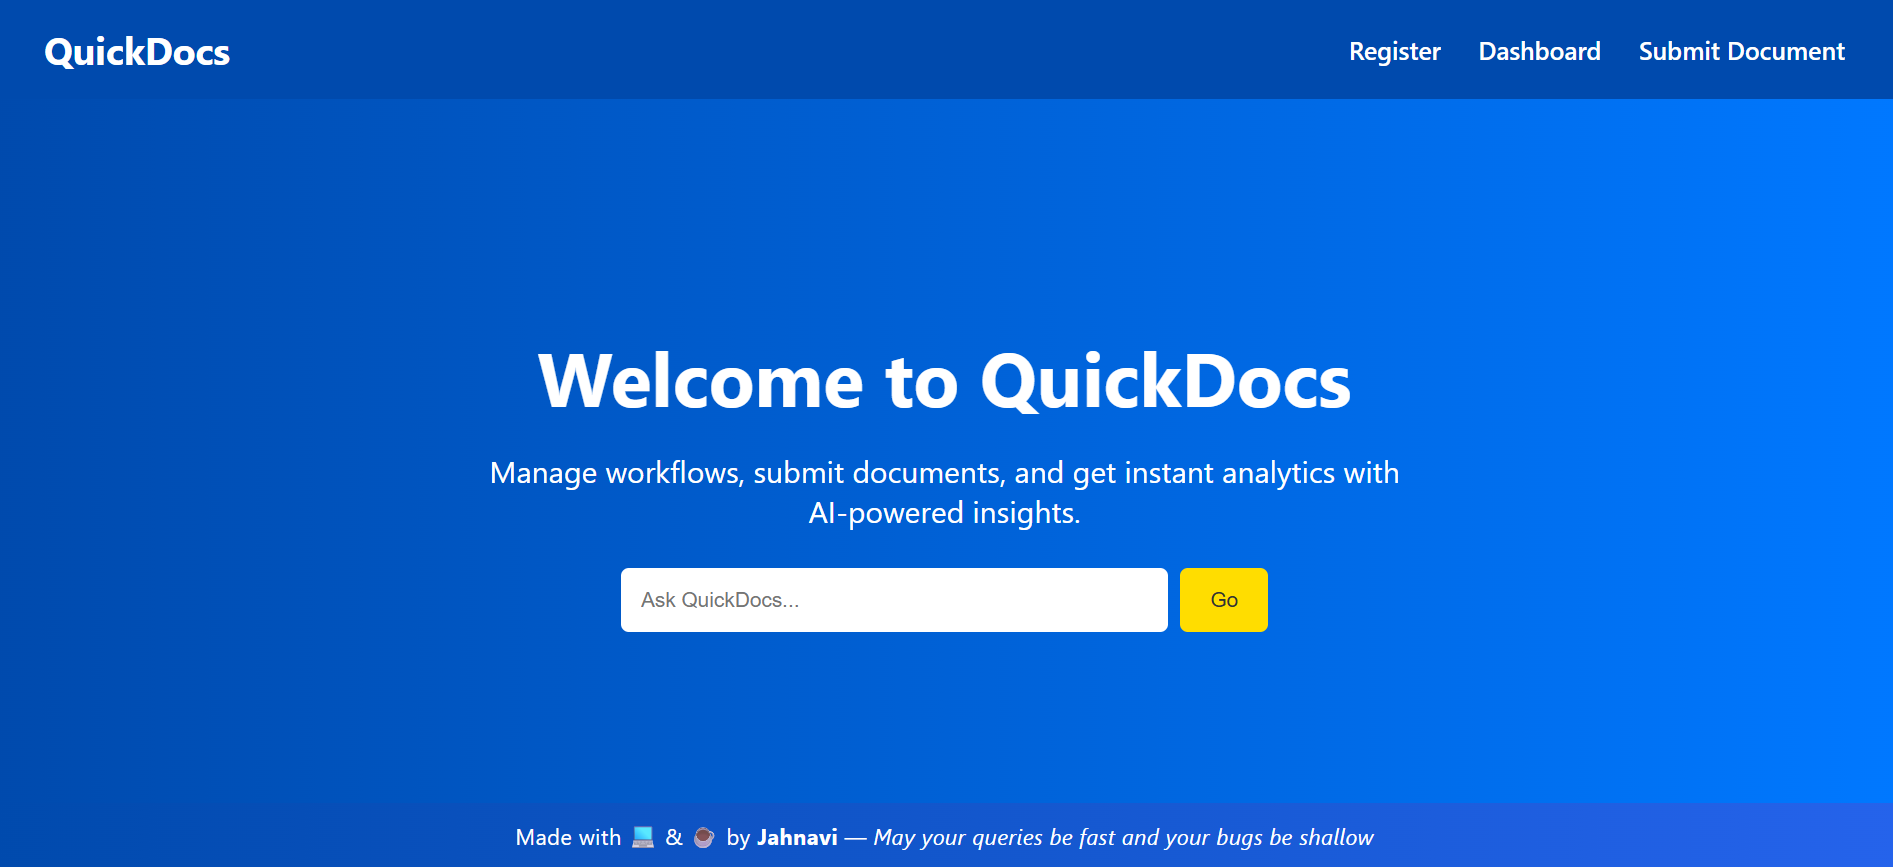 QuickDocs
Register Dashboard Submit Document
Welcome to QuickDocs
Manage workflows, submit documents, and get instant analytics with
AI-powered insights.
Ask QuickDocs...
Go
Made with 💻 & ☕ by Jahnavi — May your queries be fast and your bugs be shallow